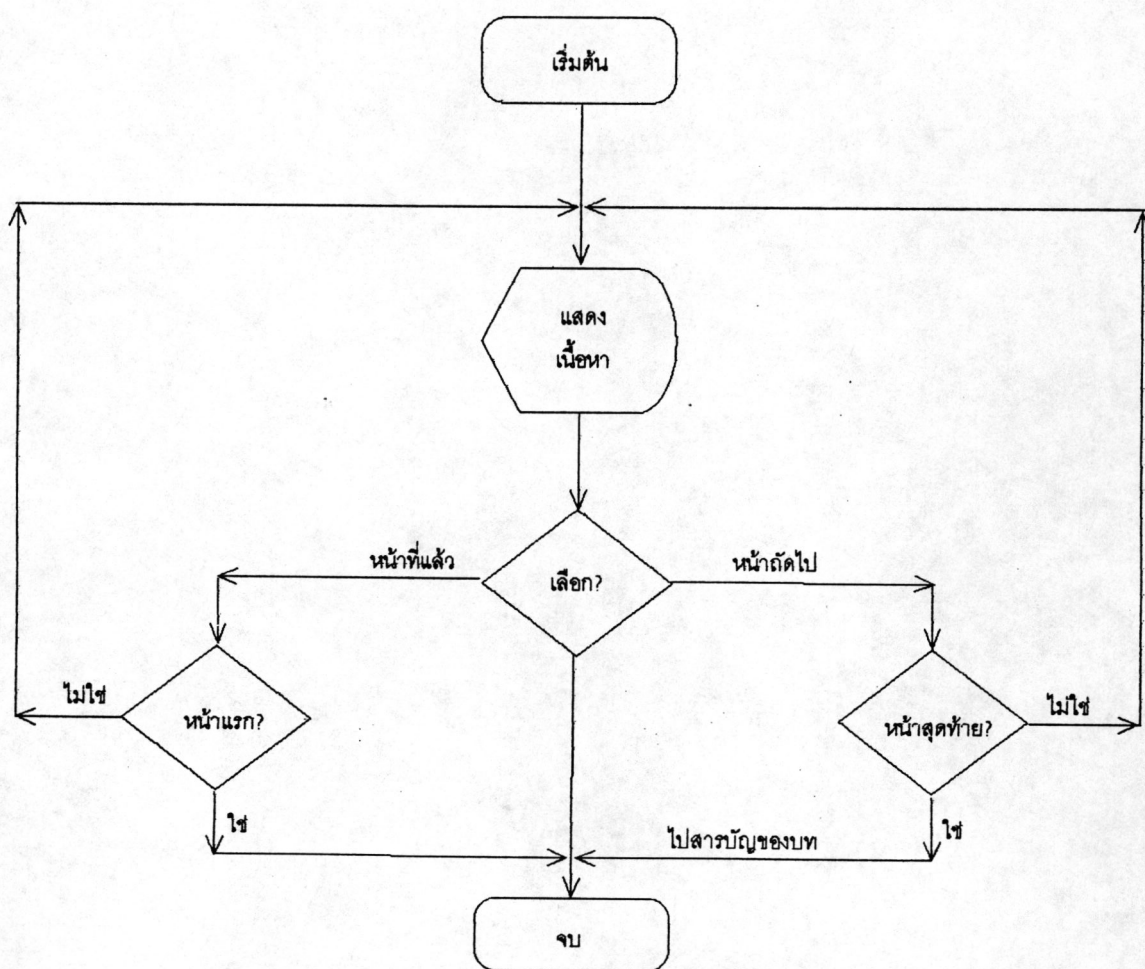 เริ่มต้น
แสดง
เนื้อหา
หน้าที่แล้ว
เลือก?
หน้าถัดไป
ไม่ใช่
หน้าแรก?
หน้าสุดท้าย?
ไม่ใช่
ใช่
ไปสารบัญของบท
ใช่
จบ